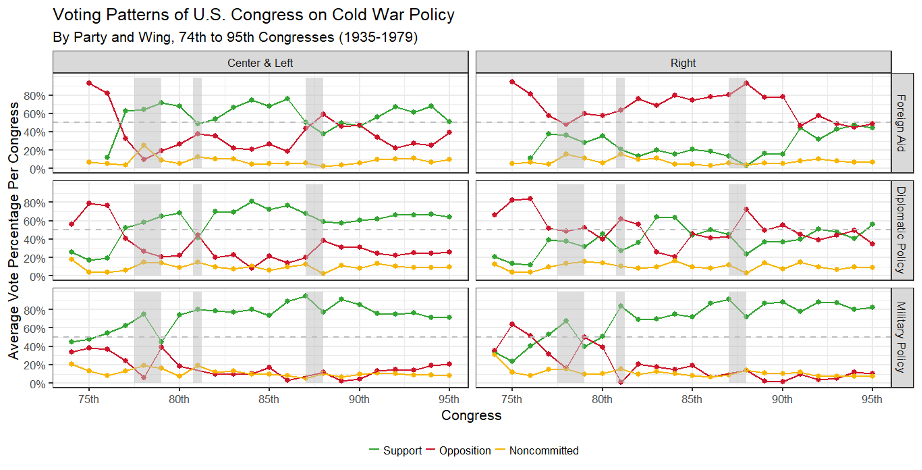 Voting Patterns of U.S. Congress on Cold War Policy
By Party and Wing, 74th to 95th Congresses (1935-1979)
Center & Left
Right
Average Vote Percentage Per Congress
80%
60%
40%
20%
0%
Foreign Aid
80%
60%
40%
20%
0%
Diplomatic Policy
80%
60%
40%
20%
0%
Military Policy
75th 80th 85th 90th 95th
75th 80th 85th 90th 95th
Congress
Support Opposition Noncommitted